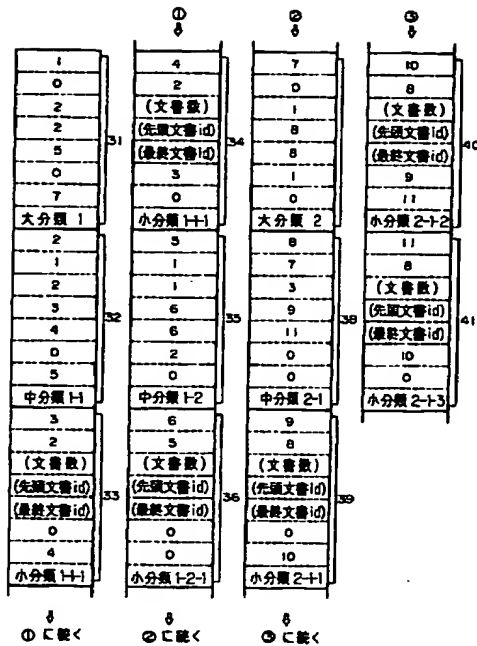 1
0
2
2
5
0
7
大分類 1
31
2
1
2
3
4
0
5
中分類 1-1
32
3
2
(文書数)
(先頭文書id)
(最終文書id)
0
4
小分類 1-1-1
33
⇩
① に続く
①
⇩
4
2
(文書数)
(先頭文書id)
(最終文書id)
3
0
小分類 1-1-1
34
5
1
1
6
6
2
0
中分類 1-2
35
6
5
(文書数)
(先頭文書id)
(最終文書id)
0
0
小分類 1-2-1
36
⇩
② に続く
②
⇩
7
0
1
8
8
1
0
大分類 2
8
7
3
9
11
0
0
中分類 2-1
38
9
8
(文書数)
(先頭文書id)
(最終文書id)
0
10
小分類 2-1-1
39
⇩
③ に続く
③
⇩
10
8
(文書数)
(先頭文書id)
(最終文書id)
9
11
小分類 2-1-2
40
11
8
(文書数)
(先頭文書id)
(最終文書id)
10
0
小分類 2-1-3
41